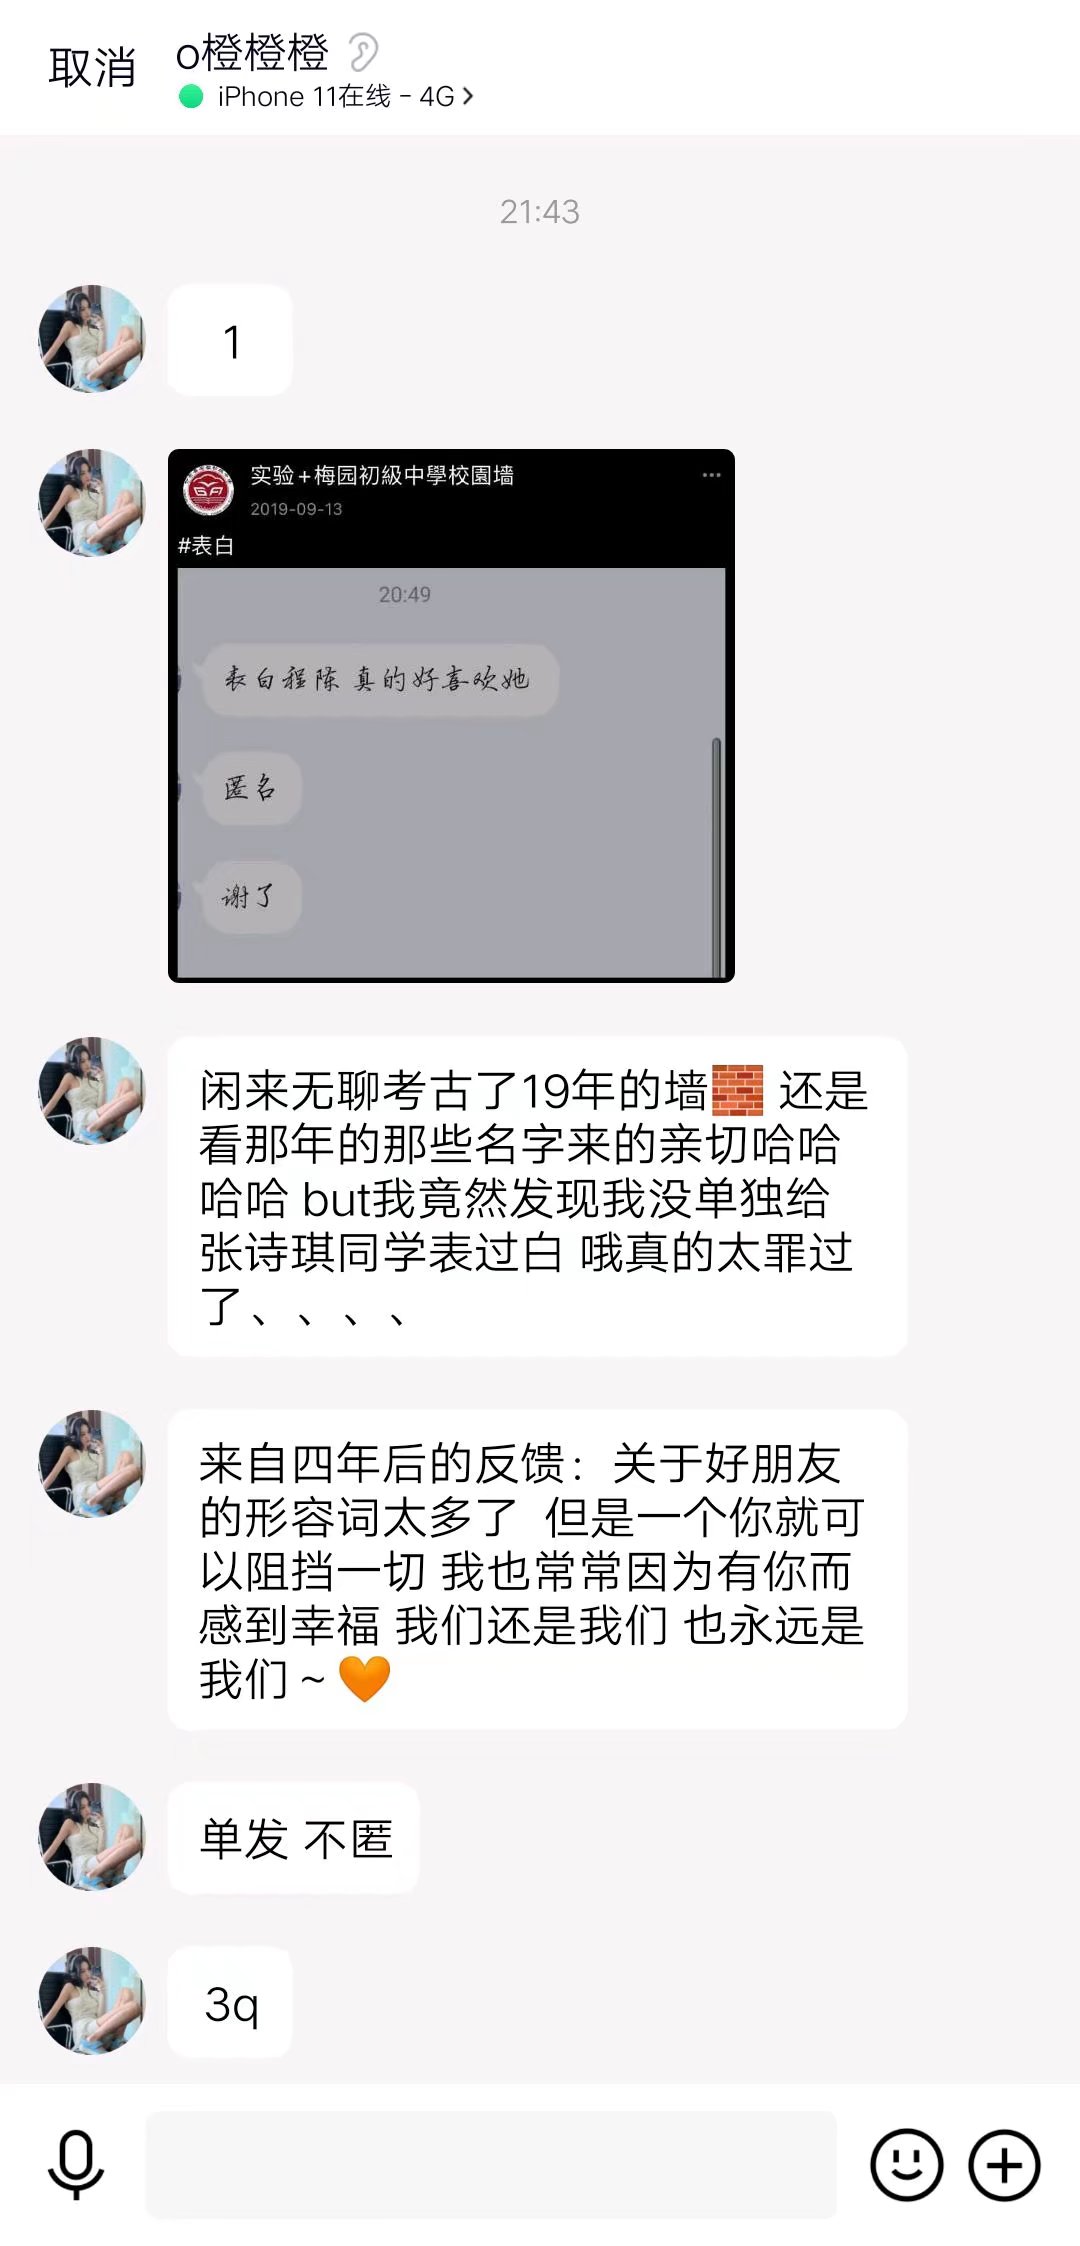 取消
o橙橙橙
iPhone 11在线 - 4G
21:43
1
实验+梅园初級中學校園墙
2019-09-13
#表白
20:49
表白程陈 真的好喜欢她
匿名
谢了
闲来无聊考古了19年的墙🧱 还是
看那年的那些名字来的亲切哈哈
哈哈 but我竟然发现我没单独给
张诗琪同学表过白 哦真的太罪过
了、、、、
来自四年后的反馈：关于好朋友
的形容词太多了  但是一个你就可
以阻挡一切 我也常常因为有你而
感到幸福 我们还是我们 也永远是
我们 ~ 🧡
单发 不匿
3q